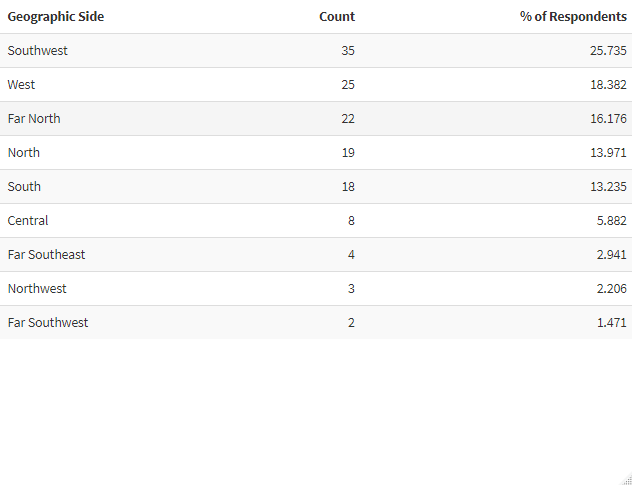 Geographic Side Count % of Respondents
Southwest 35 25.735
West 25 18.382
Far North 22 16.176
North 19 13.971
South 18 13.235
Central 8 5.882
Far Southeast 4 2.941
Northwest 3 2.206
Far Southwest 2 1.471